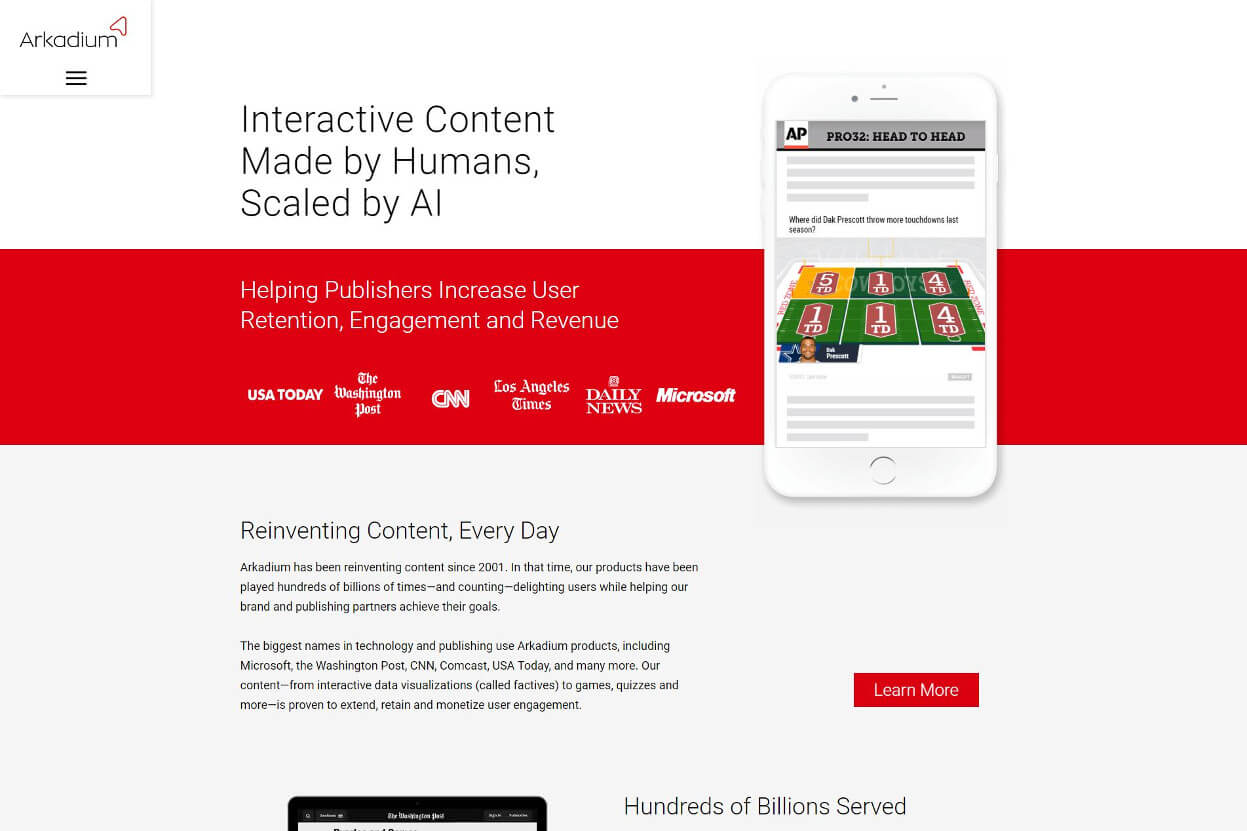 Arkadium
Interactive Content
Made by Humans,
Scaled by AI
Helping Publishers Increase User
Retention, Engagement and Revenue
USA TODAY
The
Washington
Post
CNN
Los Angeles
Times
DAILY
NEWS
Microsoft
AP
PRO32: HEAD TO HEAD
Where did Dak Prescott throw more touchdowns last
season?
RED ZONE
COWBOYS
RED ZONE
5 TD
1 TD
4 TD
1 TD
1 TD
4 TD
Dak
Prescott
Reinventing Content, Every Day
Arkadium has been reinventing content since 2001. In that time, our products have been
played hundreds of billions of times—and counting—delighting users while helping our
brand and publishing partners achieve their goals.
The biggest names in technology and publishing use Arkadium products, including
Microsoft, the Washington Post, CNN, Comcast, USA Today, and many more. Our
content—from interactive data visualizations (called factives) to games, quizzes and
more—is proven to extend, retain and monetize user engagement.
Learn More
The Washington Post
Sign In
Hundreds of Billions Served